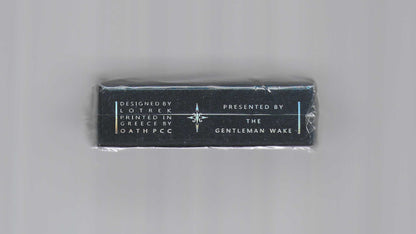 DESIGNED BY
LOTREK
PRINTED IN
GREECE BY
OATH PCC
PRESENTED BY
THE
GENTLEMAN WAKE